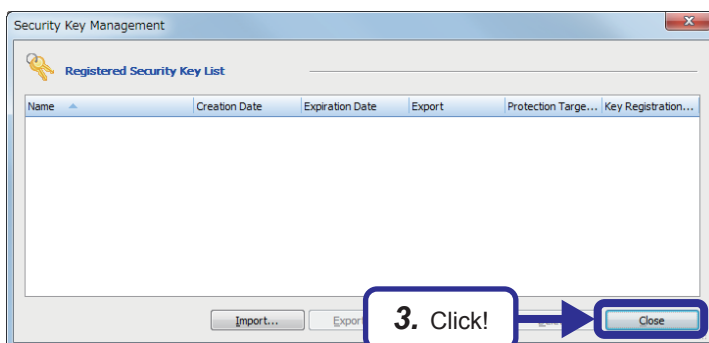 Security Key Management
Registered Security Key List
Name Creation Date Expiration Date Export Protection Targe... Key Registration...
Import... Export 3. Click! Close